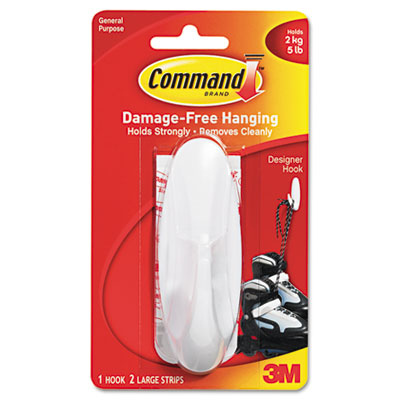 General
Purpose
Holds
2 kg
5 lb
Command
BRAND
Damage-Free Hanging
Holds Strongly • Removes Cleanly
Designer
Hook
1 HOOK 2 LARGE STRIPS
3M